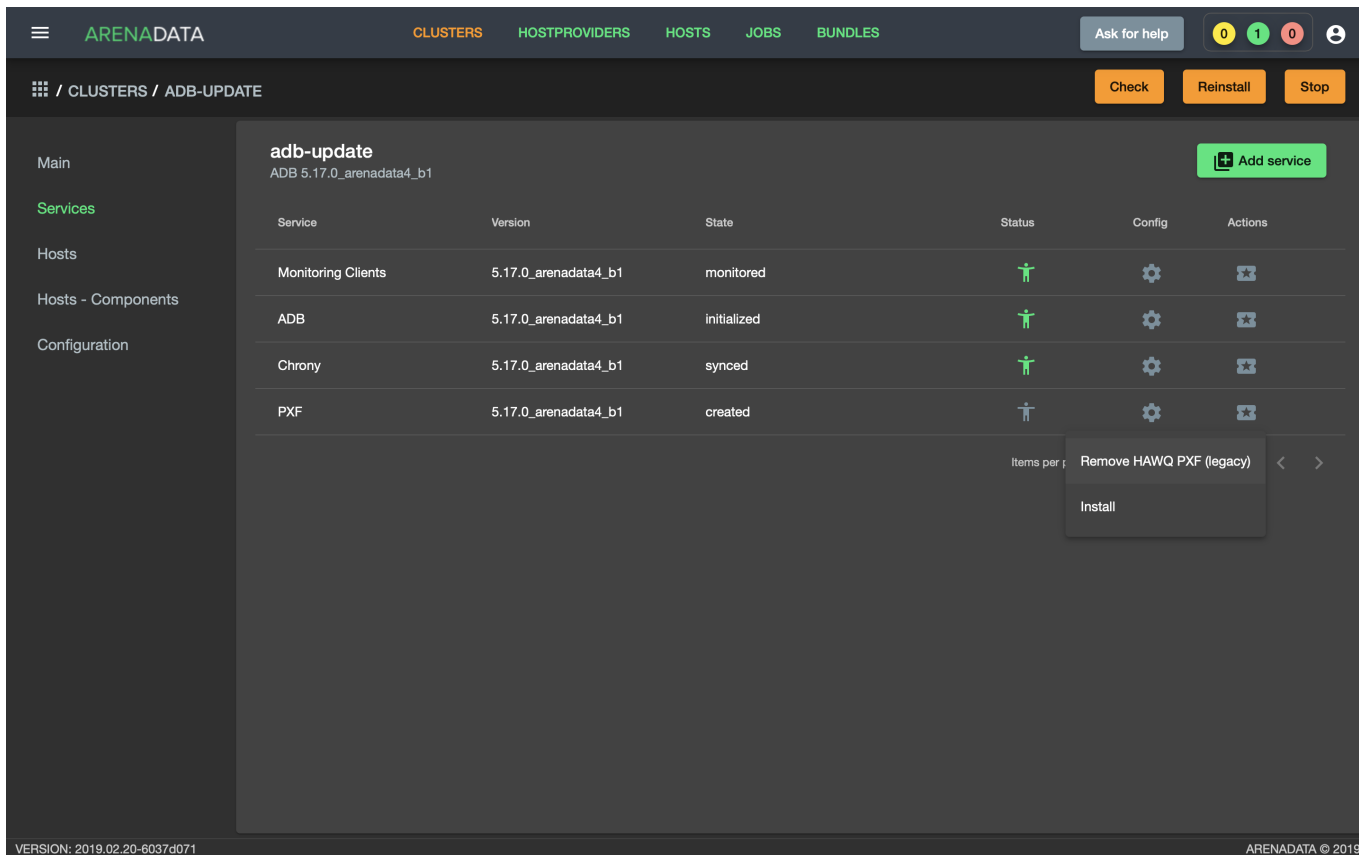 ARENADATA CLUSTERS HOSTPROVIDERS HOSTS JOBS BUNDLES Ask for help 0 1 0
/ CLUSTERS / ADB-UPDATE Check Reinstall Stop
Main
Services
Hosts
Hosts - Components
Configuration
adb-update
ADB 5.17.0_arenadata4_b1
Add service
Service Version State Status Config Actions
Monitoring Clients 5.17.0_arenadata4_b1 monitored
ADB 5.17.0_arenadata4_b1 initialized
Chrony 5.17.0_arenadata4_b1 synced
PXF 5.17.0_arenadata4_b1 created
Items per
Remove HAWQ PXF (legacy)
Install
VERSION: 2019.02.20-6037d071 ARENADATA © 2019